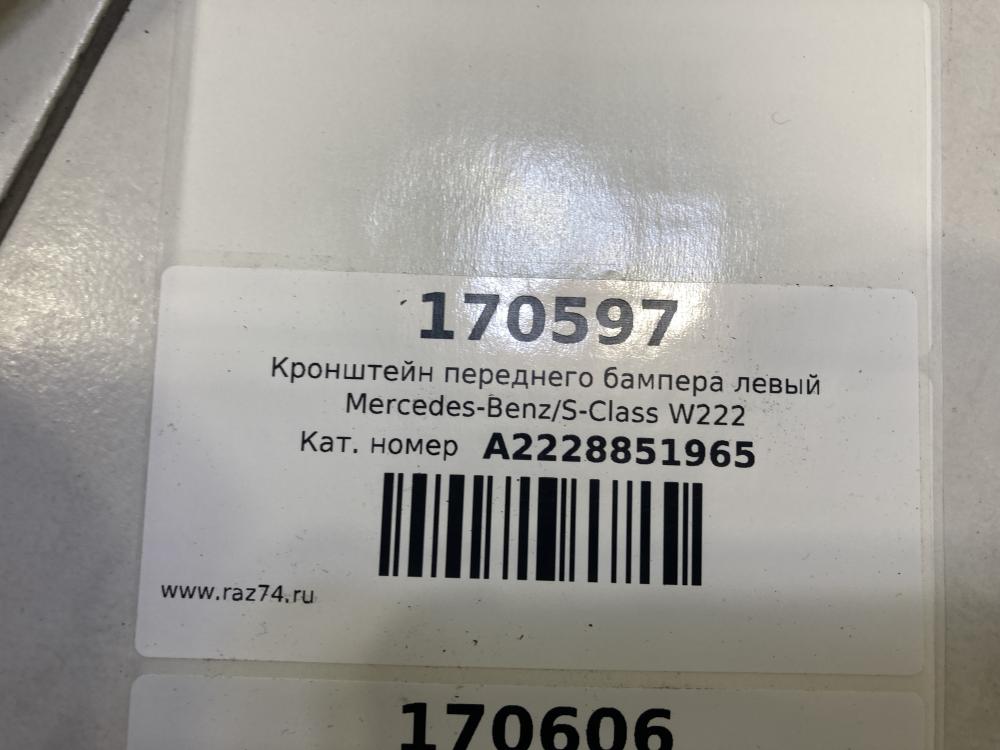 170597
Кронштейн переднего бампера левый
Mercedes-Benz/S-Class W222
Кат. номер A2228851965
www.raz74.ru
170606